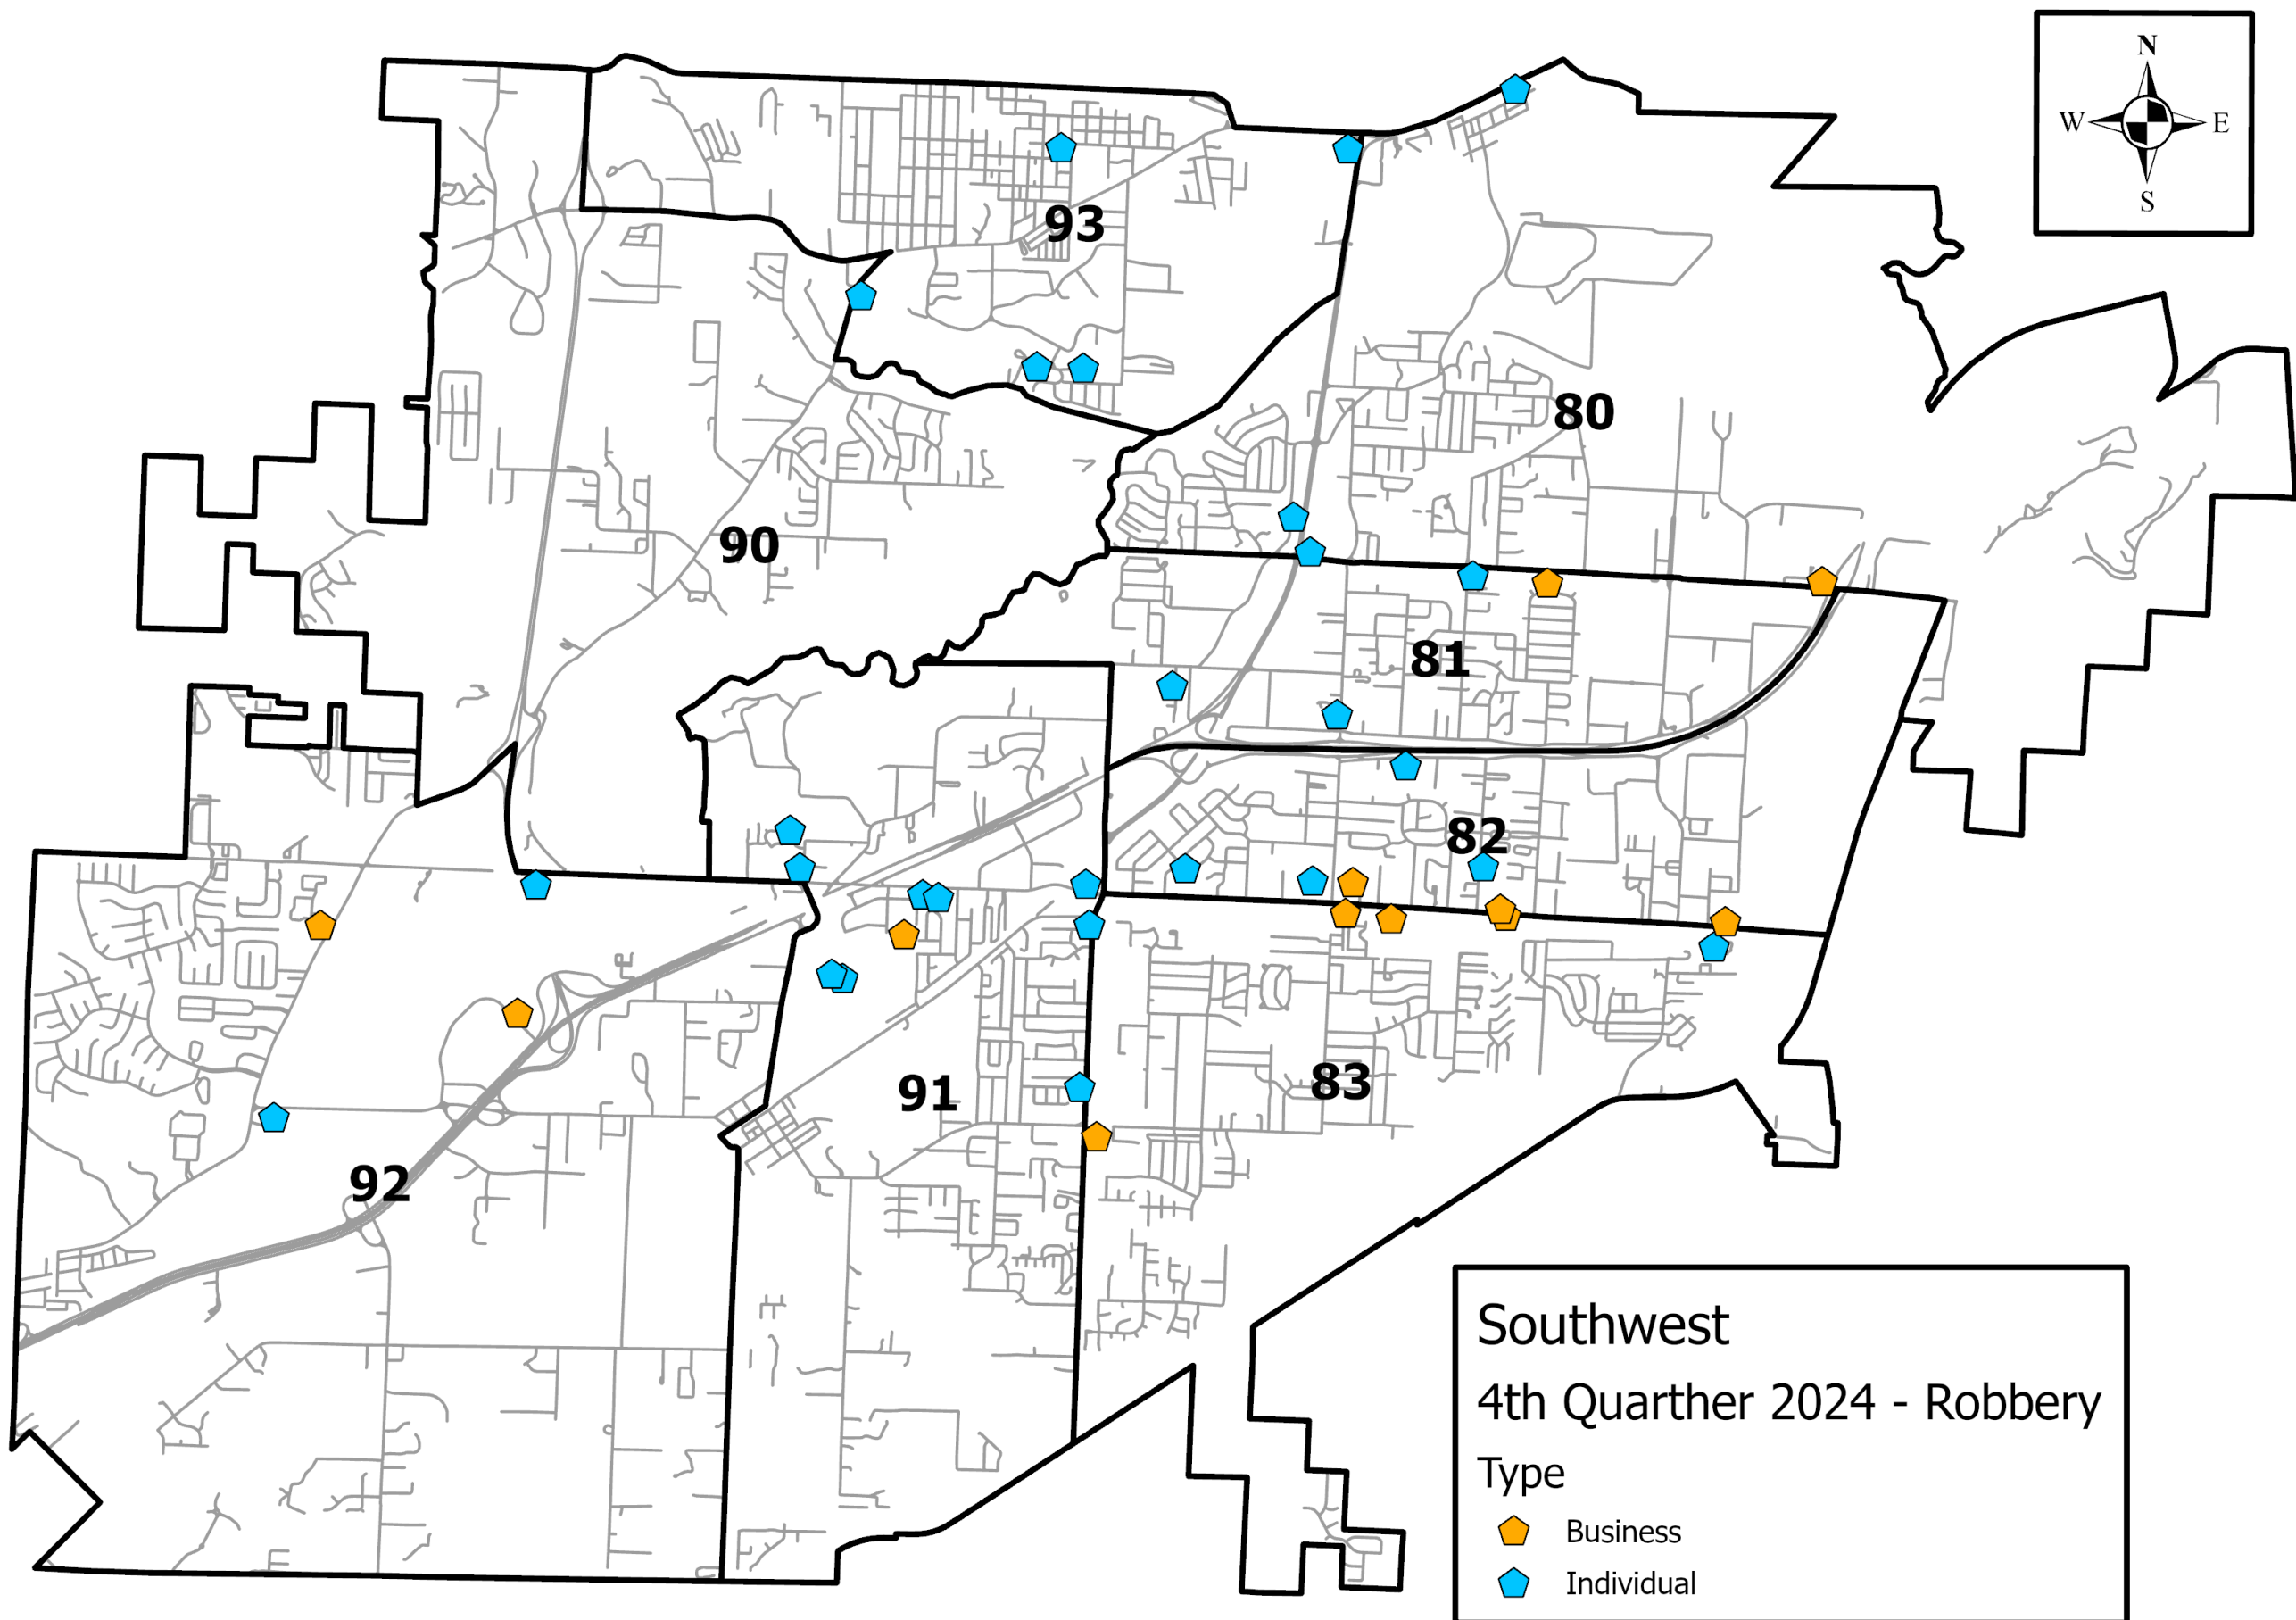 N
W E
S
93
80
90
81
82
91
83
92
Southwest
4th Quarther 2024 - Robbery
Type
Business
Individual